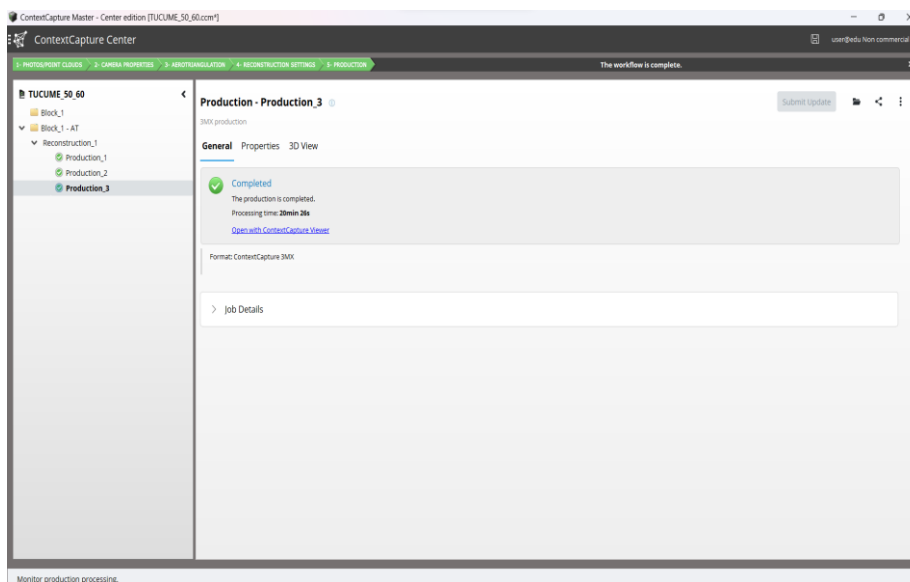 ContextCapture Master - Center edition [TUCUME_50_60.ccm*]
ContextCapture Center
user@edu Non commercial
1- PHOTOS/POINT CLOUDS 2- CAMERA PROPERTIES 3- AEROTRIANGULATION 4- RECONSTRUCTION SETTINGS 5- PRODUCTION The workflow is complete.
TUCUME_50_60
Block_1
Block_1 - AT
Reconstruction_1
Production_1
Production_2
Production_3
Production - Production_3
Submit Update
3MX production
General Properties 3D View
Completed
The production is completed.
Processing time: 20min 26s
Open with ContextCapture Viewer
Format: ContextCapture 3MX
Job Details
Monitor production processing.